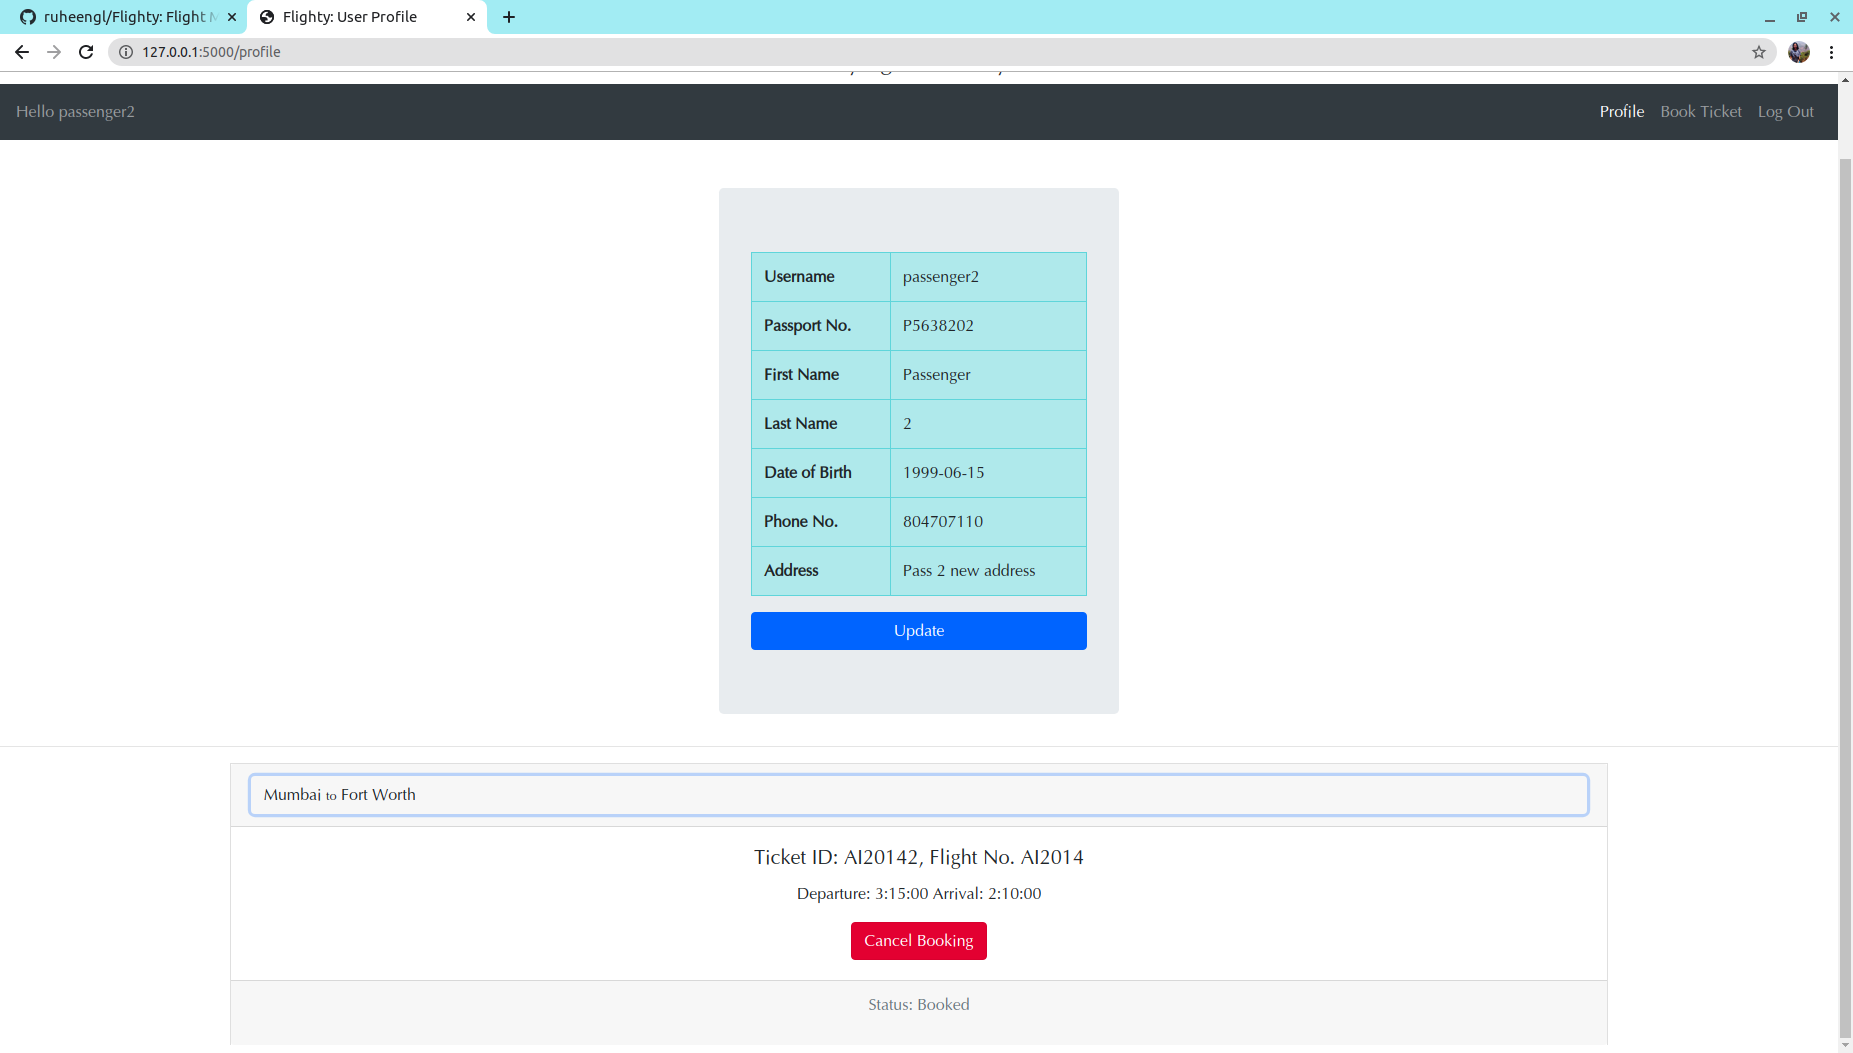 ruheengl/Flighty: Flight M
Flighty: User Profile
127.0.0.1:5000/profile
Hello passenger2
Profile
Book Ticket
Log Out
Username passenger2
Passport No. P5638202
First Name Passenger
Last Name 2
Date of Birth 1999-06-15
Phone No. 804707110
Address Pass 2 new address
Update
Mumbai to Fort Worth
Ticket ID: AI20142, Flight No. AI2014
Departure: 3:15:00 Arrival: 2:10:00
Cancel Booking
Status: Booked